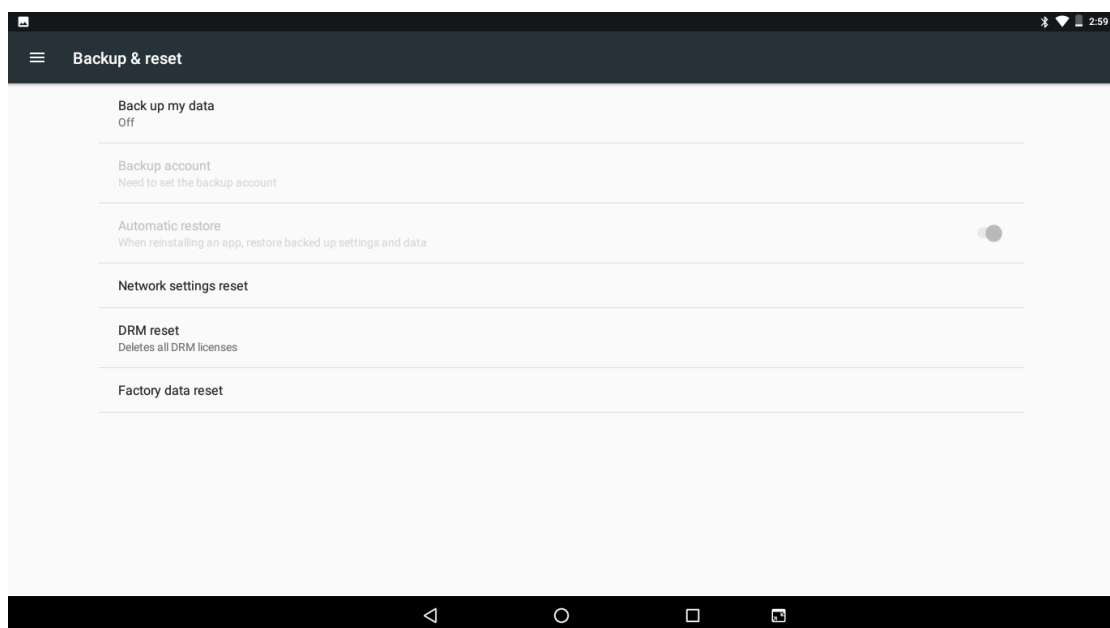 2:59
Backup & reset
Back up my data
Off
Backup account
Need to set the backup account
Automatic restore
When reinstalling an app, restore backed up settings and data
Network settings reset
DRM reset
Deletes all DRM licenses
Factory data reset